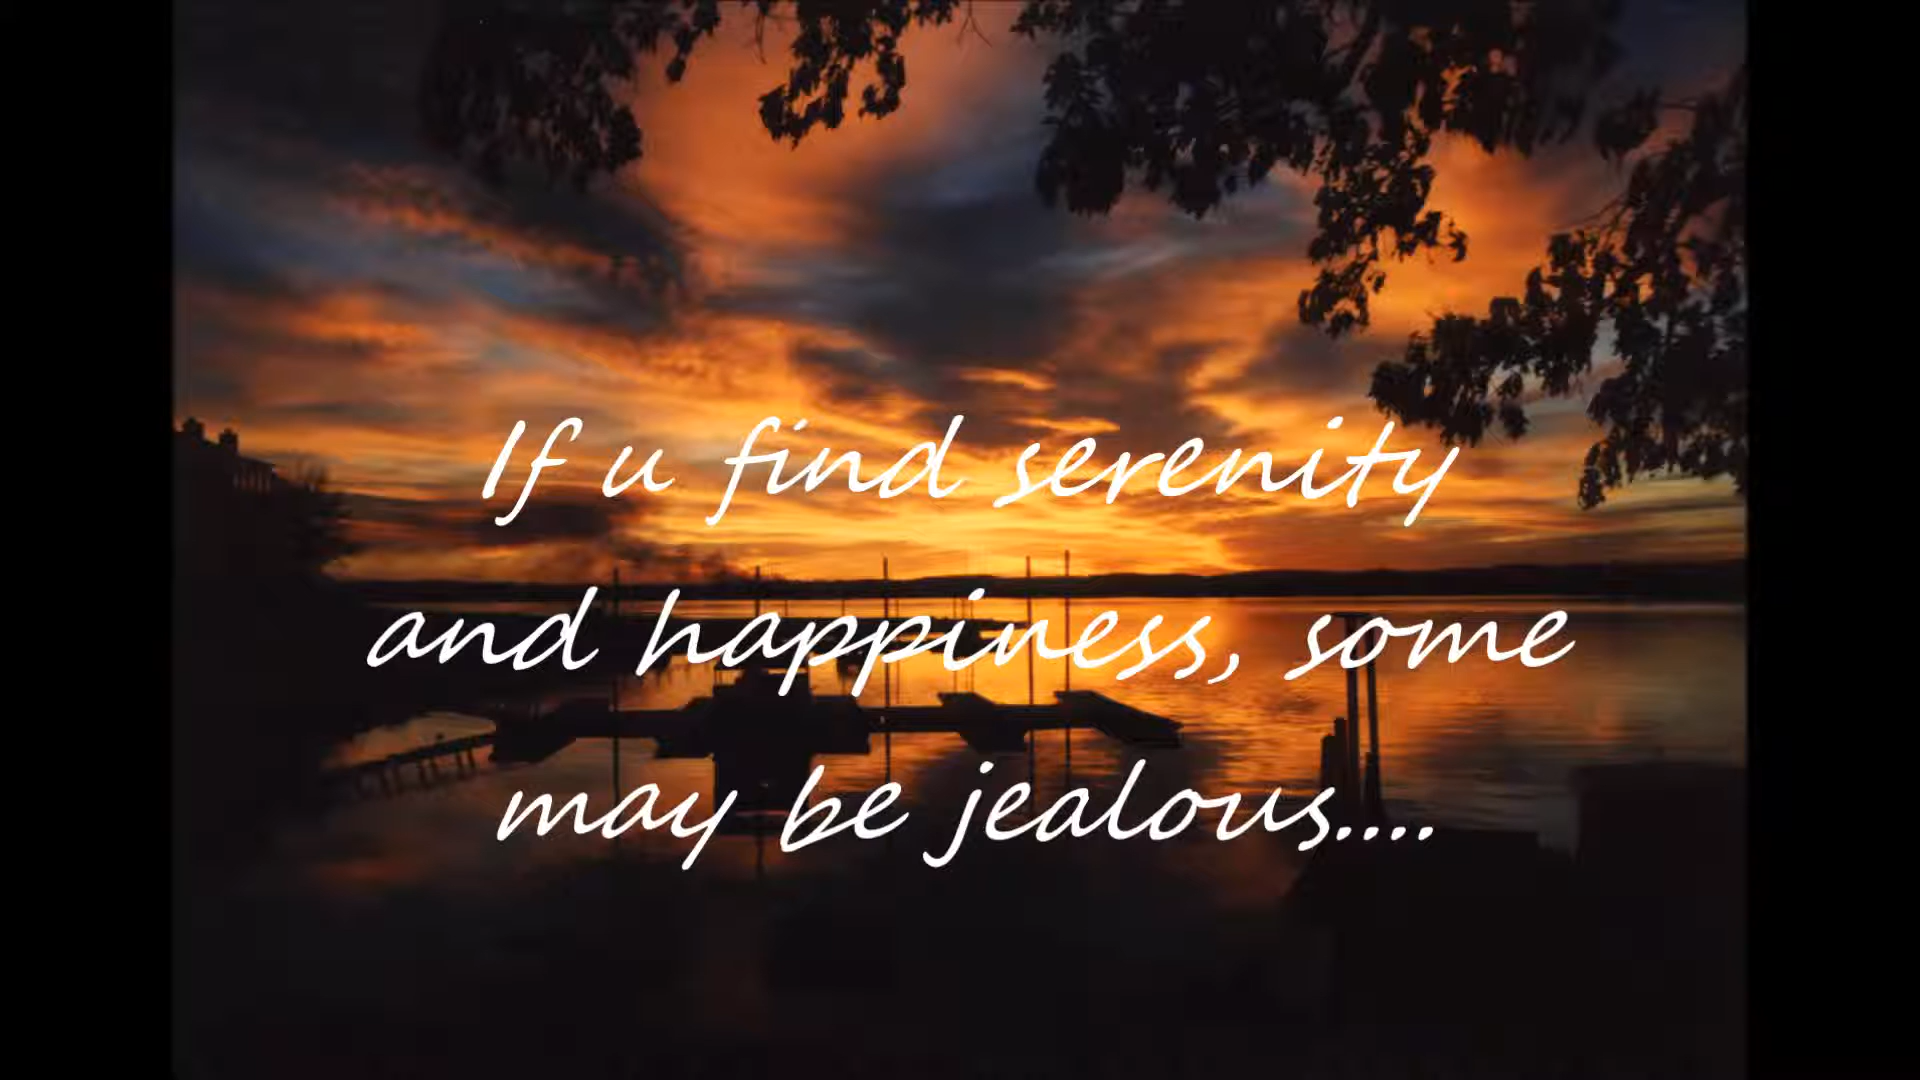 If u find serenity
and happiness, some
may be jealous....